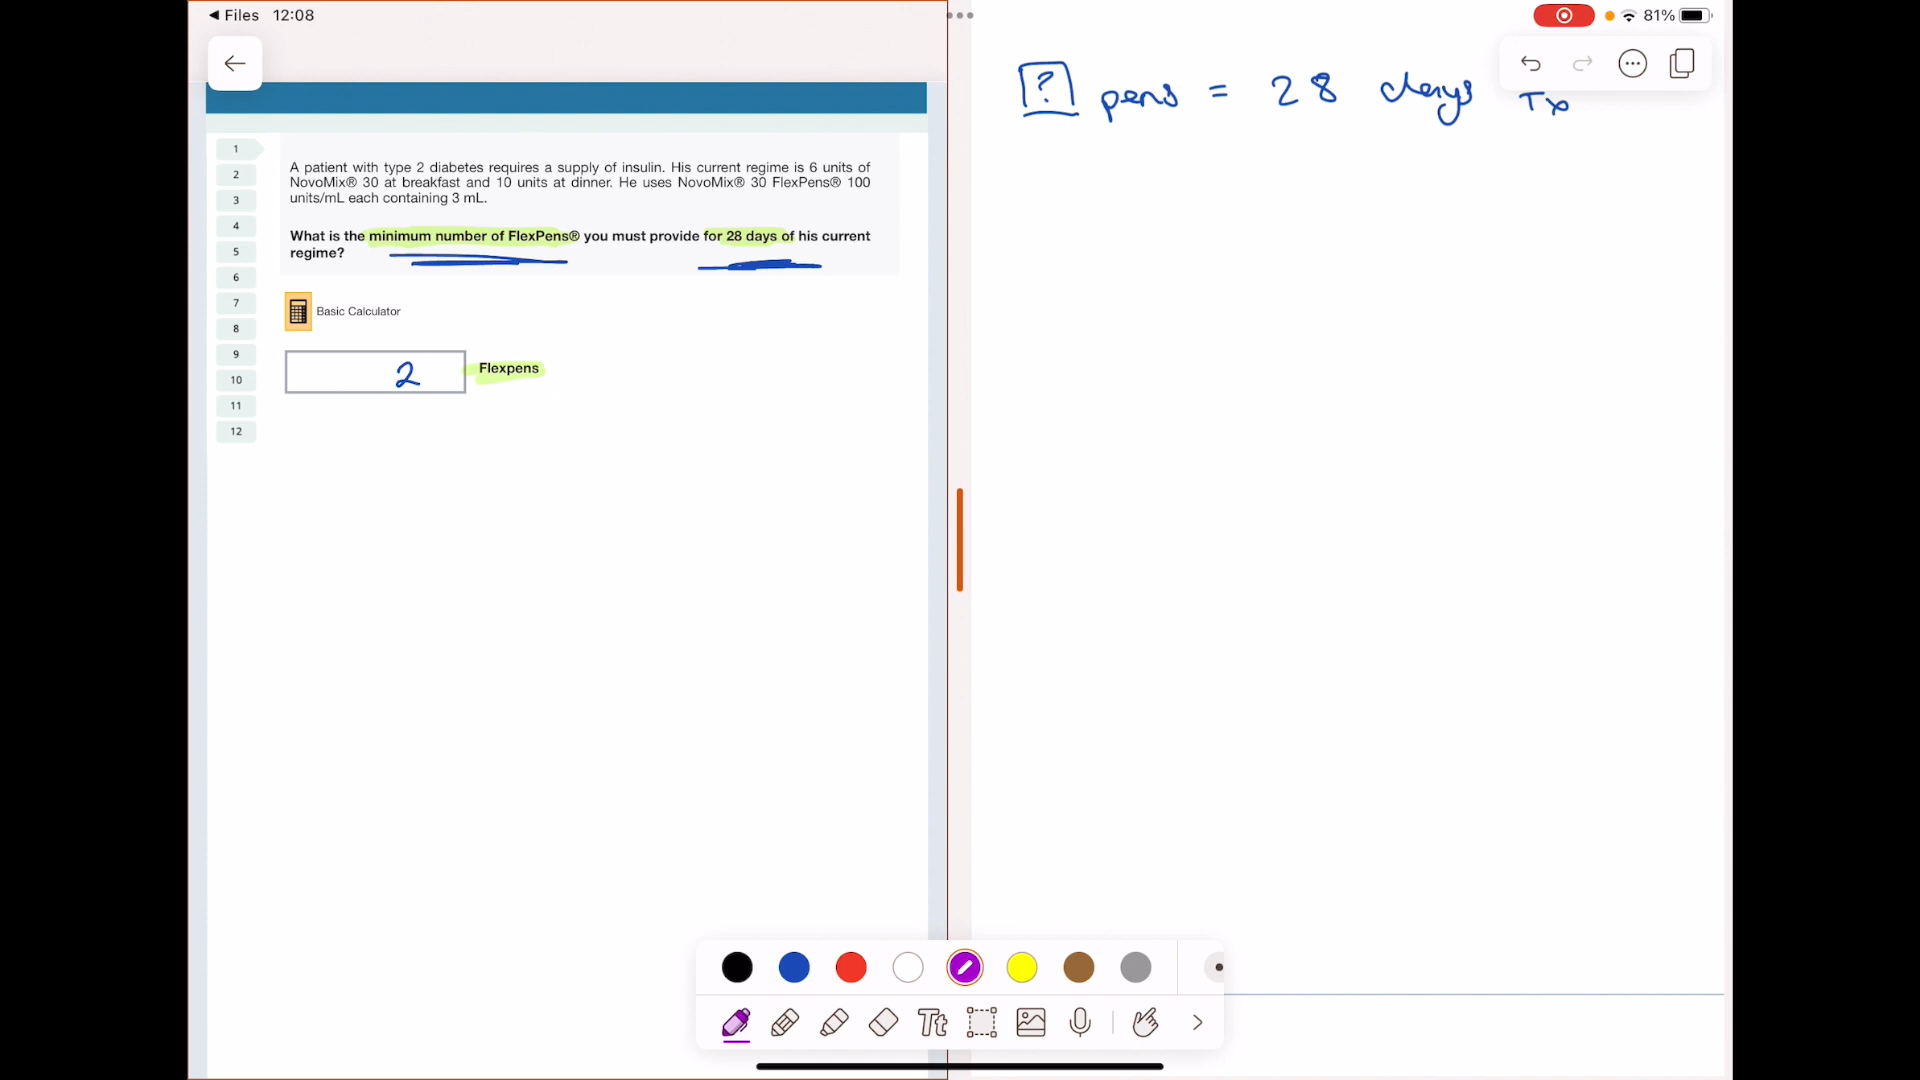 ◀ Files 12:08
81%
1
2
3
4
5
6
7
8
9
10
11
12
A patient with type 2 diabetes requires a supply of insulin. His current regime is 6 units of
NovoMix® 30 at breakfast and 10 units at dinner. He uses NovoMix® 30 FlexPens® 100
units/mL each containing 3 mL.
What is the minimum number of FlexPens® you must provide for 28 days of his current
regime?
Basic Calculator
2 Flexpens
? pens = 28 days Tx
Tt